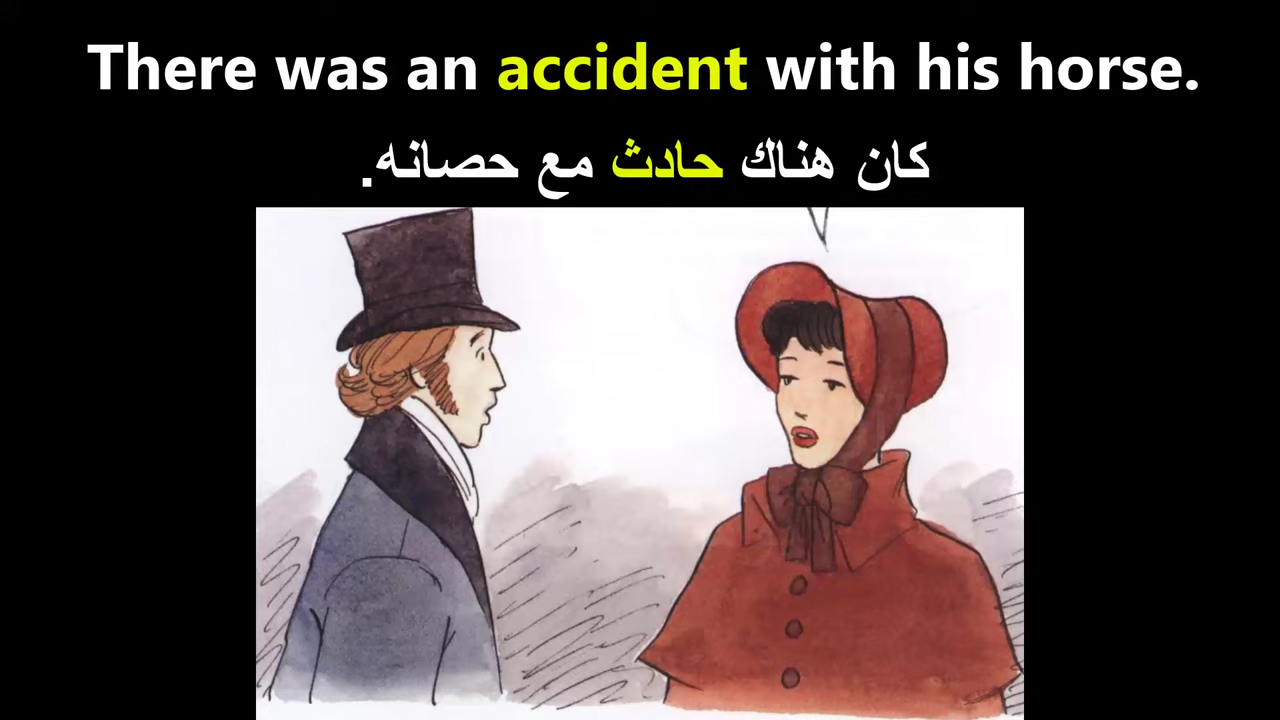 There was an accident with his horse.
كان هناك حادث مع حصانه.